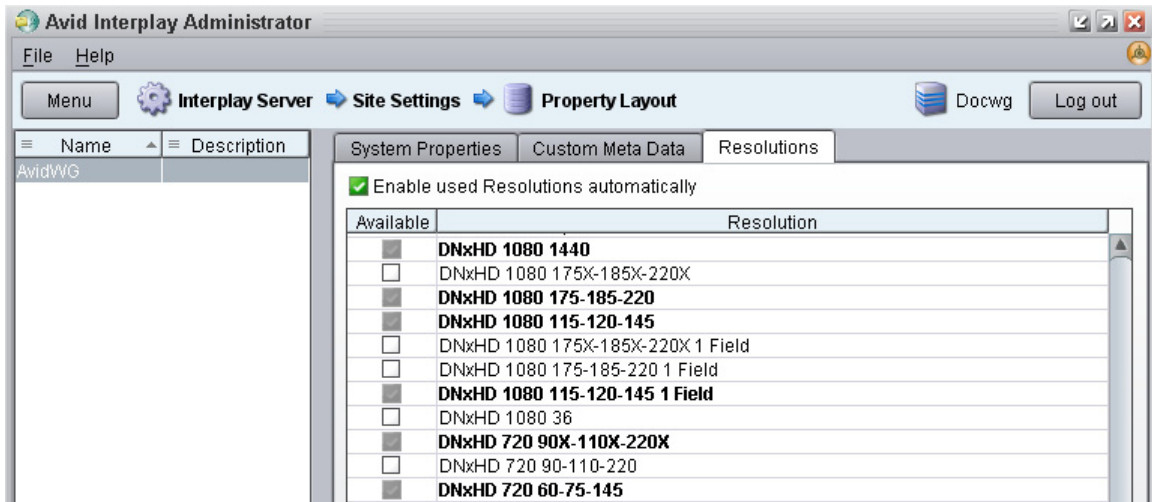 Avid Interplay Administrator
File Help
Menu Interplay Server Site Settings Property Layout Docwg Log out
Name Description System Properties Custom Meta Data Resolutions
AvidWG
Enable used Resolutions automatically
Available Resolution
DNxHD 1080 1440
DNxHD 1080 175X-185X-220X
DNxHD 1080 175-185-220
DNxHD 1080 115-120-145
DNxHD 1080 175X-185X-220X 1 Field
DNxHD 1080 175-185-220 1 Field
DNxHD 1080 115-120-145 1 Field
DNxHD 1080 36
DNxHD 720 90X-110X-220X
DNxHD 720 90-110-220
DNxHD 720 60-75-145